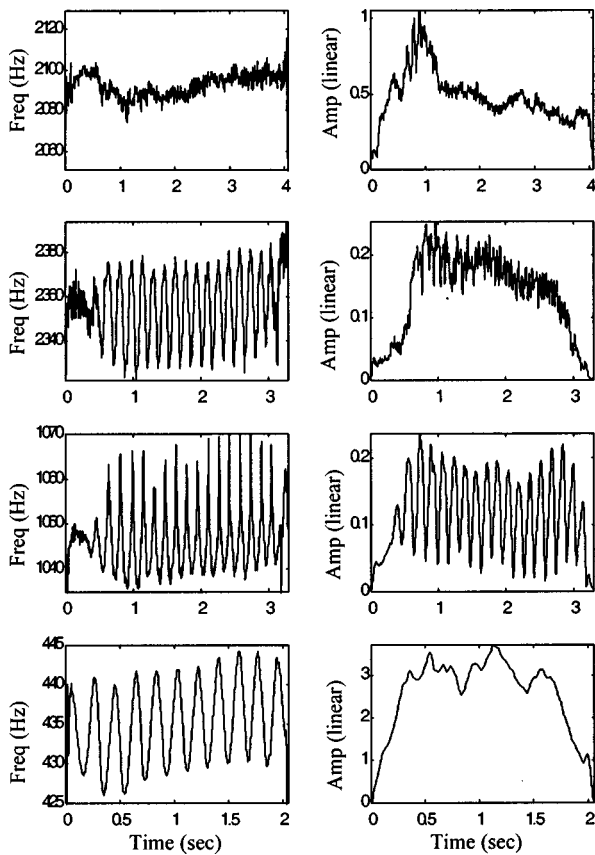 Freq (Hz)
2120
2100
2080
2060
0 1 2 3 4
Amp (linear)
1
0.5
0
0 1 2 3 4
Freq (Hz)
2380
2360
2340
0 1 2 3
Amp (linear)
0.2
0.1
0
0 1 2 3
Freq (Hz)
1070
1060
1050
1040
0 1 2 3
Amp (linear)
0.2
0.1
0
0 1 2 3
Freq (Hz)
445
440
435
430
425
0 0.5 1 1.5 2
Time (sec)
Amp (linear)
3
2
1
0
0 0.5 1 1.5 2
Time (sec)